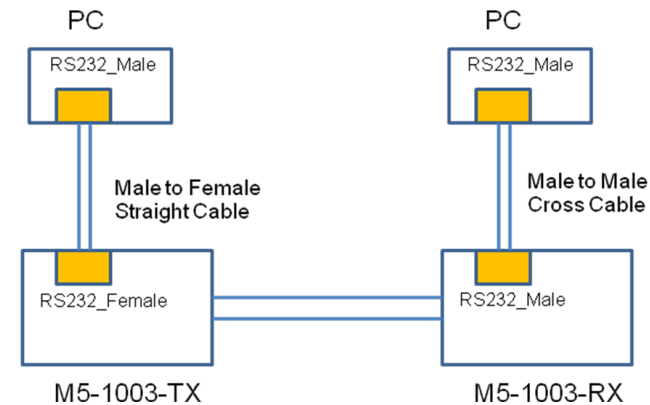 PC
PC
RS232_Male
RS232_Male
Male to Female
Straight Cable
Male to Male
Cross Cable
RS232_Female
RS232_Male
M5-1003-TX
M5-1003-RX